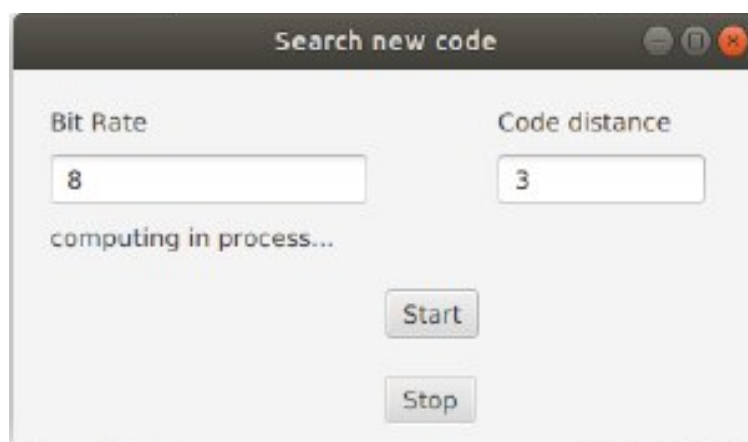 Search new code
Bit Rate Code distance
8 3
computing in process...
Start
Stop